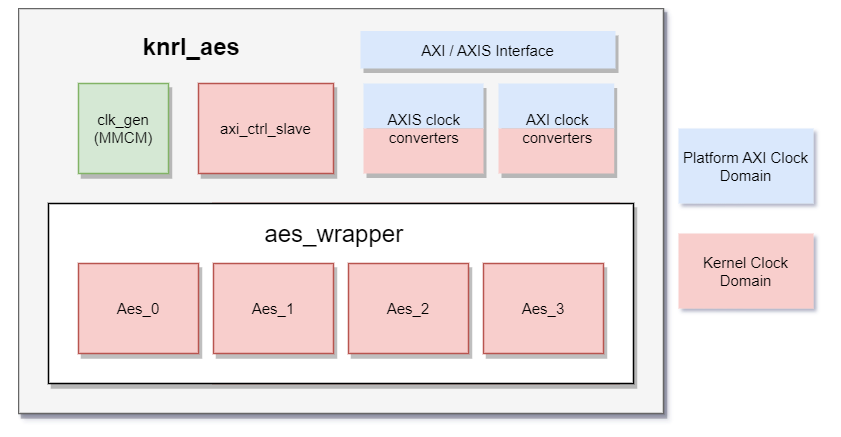 knrl_aes
AXI / AXIS Interface
clk_gen
(MMCM)
axi_ctrl_slave
AXIS clock
converters
AXI clock
converters
Platform AXI Clock
Domain
aes_wrapper
Kernel Clock
Domain
Aes_0
Aes_1
Aes_2
Aes_3